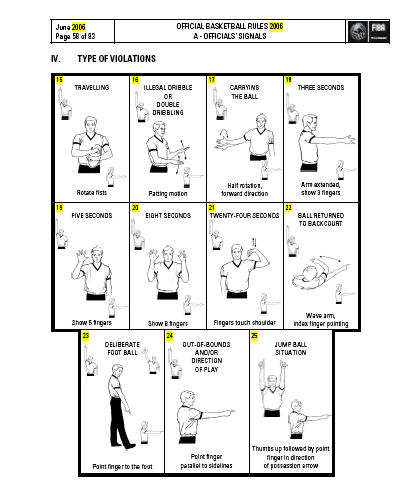 June 2006
Page 58 of 93
OFFICIAL BASKETBALL RULES 2006
A - OFFICIALS' SIGNALS
FIBA
IV. TYPE OF VIOLATIONS
15
TRAVELLING
Rotate fists
16
ILLEGAL DRIBBLE
OR
DOUBLE
DRIBBLING
Patting motion
17
CARRYING
THE BALL
Half rotation,
forward direction
18
THREE SECONDS
Arm extended,
show 3 fingers
19
FIVE SECONDS
Show 5 fingers
20
EIGHT SECONDS
Show 8 fingers
21
TWENTY-FOUR SECONDS
Fingers touch shoulder
22
BALL RETURNED
TO BACKCOURT
Wave arm,
index finger pointing
23
DELIBERATE
FOOT BALL
Point finger to the foot
24
OUT-OF-BOUNDS
AND/OR
DIRECTION
OF PLAY
Point finger
parallel to sidelines
25
JUMP BALL
SITUATION
Thumbs up followed by point
finger in direction
of possession arrow